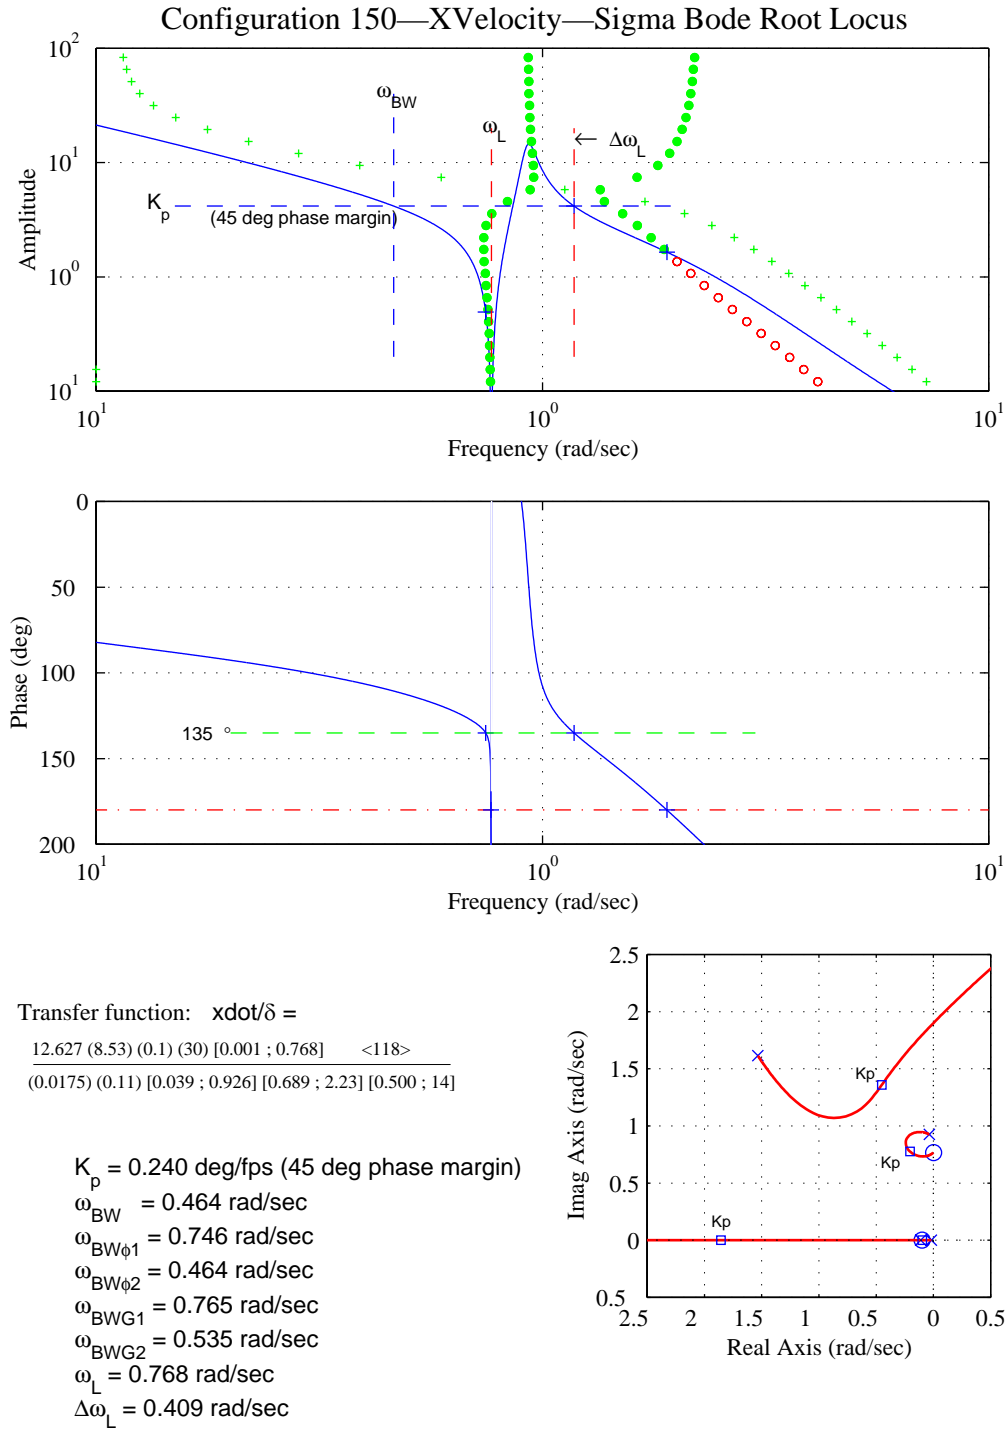 Configuration 150—XVelocity—Sigma Bode Root Locus
10²
ω_BW
ω_L
← Δω_L
10¹
K_p
(45 deg phase margin)
Amplitude
10⁰
10¹
10¹ 10⁰ 10¹
Frequency (rad/sec)
0
50
Phase (deg)
100
135 °
150
200
10¹ 10⁰ 10¹
Frequency (rad/sec)
Transfer function: xdot/δ =
12.627 (8.53) (0.1) (30) [0.001 ; 0.768] <118>
(0.0175) (0.11) [0.039 ; 0.926] [0.689 ; 2.23] [0.500 ; 14]
K_p = 0.240 deg/fps (45 deg phase margin)
ω_BW = 0.464 rad/sec
ω_BWϕ1 = 0.746 rad/sec
ω_BWϕ2 = 0.464 rad/sec
ω_BWG1 = 0.765 rad/sec
ω_BWG2 = 0.535 rad/sec
ω_L = 0.768 rad/sec
Δω_L = 0.409 rad/sec
2.5
2
1.5
1
0.5
0
0.5
Imag Axis (rad/sec)
Kp
Kp
Kp
2.5 2 1.5 1 0.5 0 0.5
Real Axis (rad/sec)